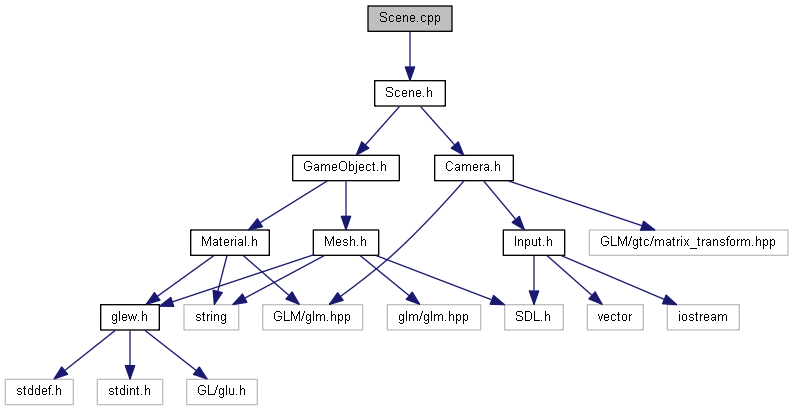 Scene.cpp
Scene.h
GameObject.h
Camera.h
Material.h
Mesh.h
Input.h
GLM/gtc/matrix_transform.hpp
glew.h
string
GLM/glm.hpp
glm/glm.hpp
SDL.h
vector
iostream
stddef.h
stdint.h
GL/glu.h